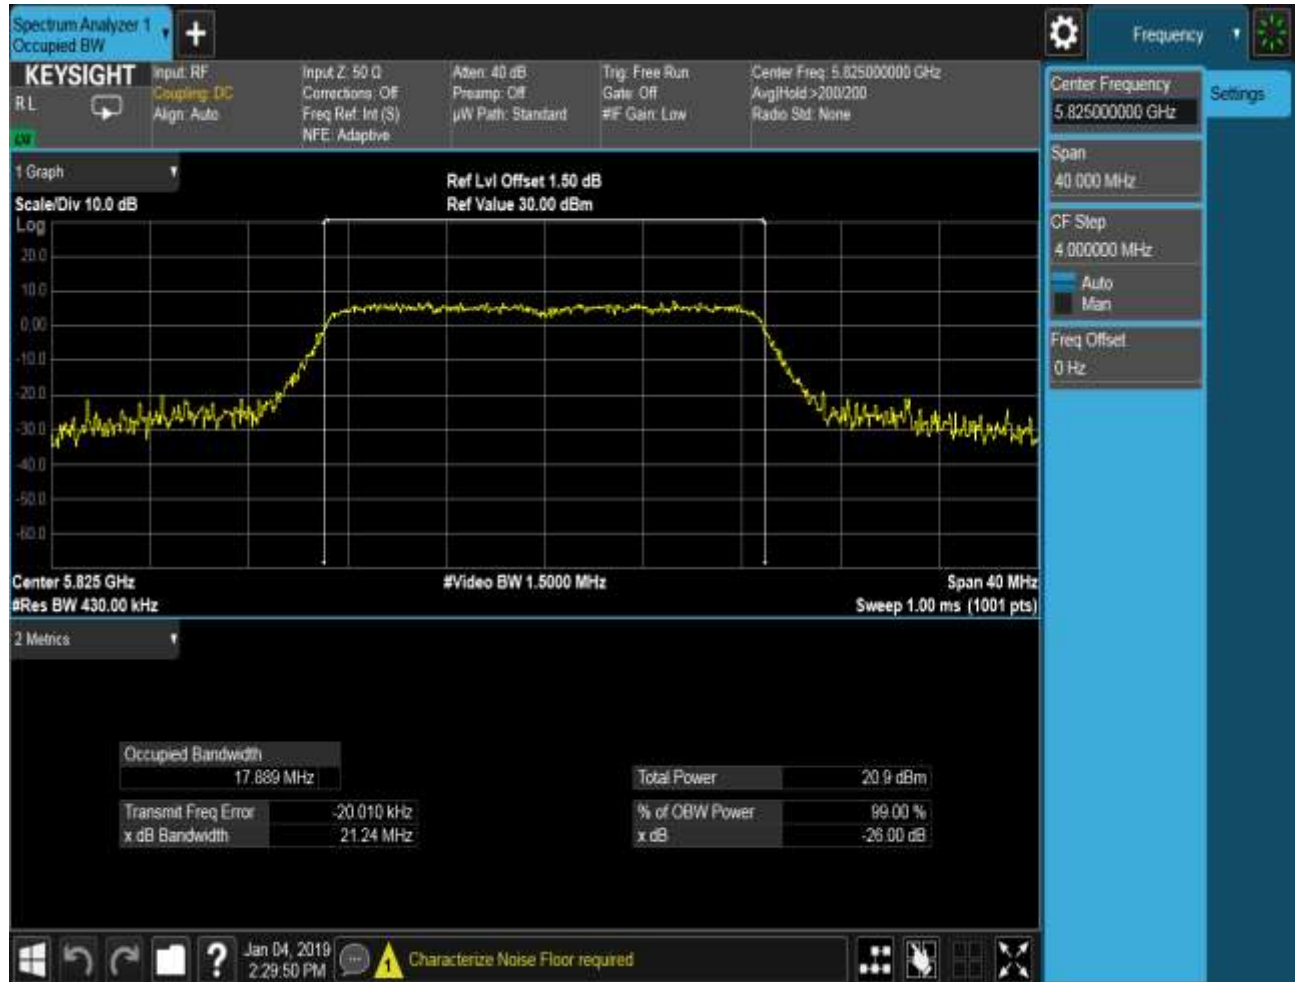 Spectrum Analyzer 1
Occupied BW
Frequency
KEYSIGHT
RL
Input: RF
Coupling: DC
Align: Auto
Input Z: 50 Ω
Corrections: Off
Freq Ref: Int (S)
NFE: Adaptive
Atten: 40 dB
Preamp: Off
µW Path: Standard
Trig: Free Run
Gate: Off
#IF Gain: Low
Center Freq: 5.825000000 GHz
Avg|Hold:>200/200
Radio Std: None
Center Frequency
5.825000000 GHz
Settings
Span
40.000 MHz
CF Step
4.000000 MHz
Auto
Man
Freq Offset
0 Hz
1 Graph
Scale/Div 10.0 dB
Ref Lvl Offset 1.50 dB
Ref Value 30.00 dBm
Log
20.0
10.0
0.00
-10.0
-20.0
-30.0
-40.0
-50.0
-60.0
Center 5.825 GHz
#Video BW 1.5000 MHz
Span 40 MHz
#Res BW 430.00 kHz
Sweep 1.00 ms (1001 pts)
2 Metrics
Occupied Bandwidth
17.889 MHz
Total Power 20.9 dBm
Transmit Freq Error -20.010 kHz
% of OBW Power 99.00 %
x dB Bandwidth 21.24 MHz
x dB -26.00 dB
Jan 04, 2019
2:29:50 PM
1
Characterize Noise Floor required